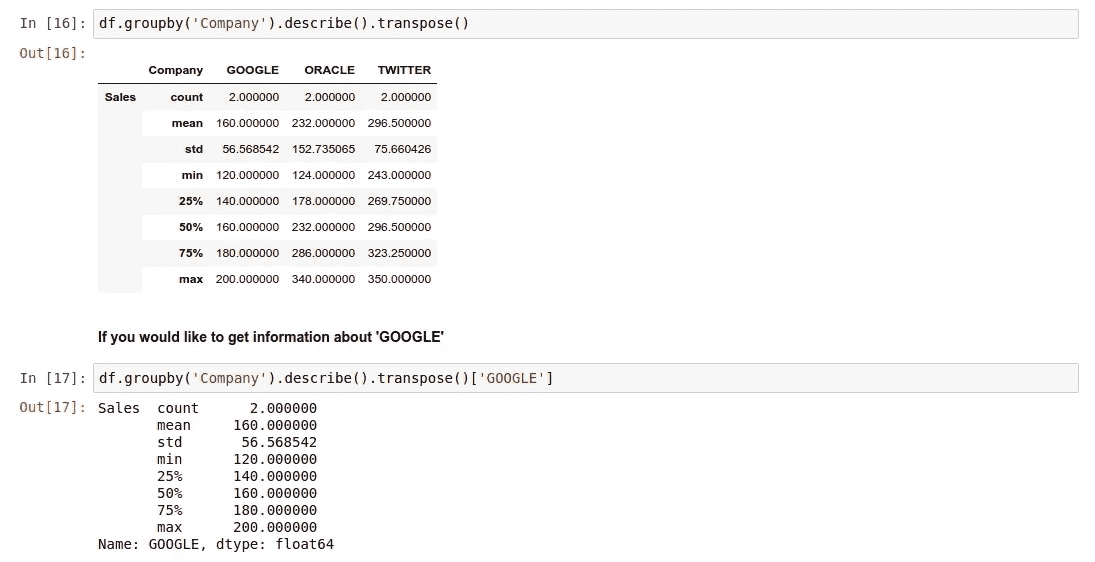 In [16]: df.groupby('Company').describe().transpose()
Out[16]:
Company GOOGLE ORACLE TWITTER
Sales count 2.000000 2.000000 2.000000
mean 160.000000 232.000000 296.500000
std 56.568542 152.735065 75.660426
min 120.000000 124.000000 243.000000
25% 140.000000 178.000000 269.750000
50% 160.000000 232.000000 296.500000
75% 180.000000 286.000000 323.250000
max 200.000000 340.000000 350.000000
If you would like to get information about 'GOOGLE'
In [17]: df.groupby('Company').describe().transpose()['GOOGLE']
Out[17]: Sales count 2.000000
mean 160.000000
std 56.568542
min 120.000000
25% 140.000000
50% 160.000000
75% 180.000000
max 200.000000
Name: GOOGLE, dtype: float64